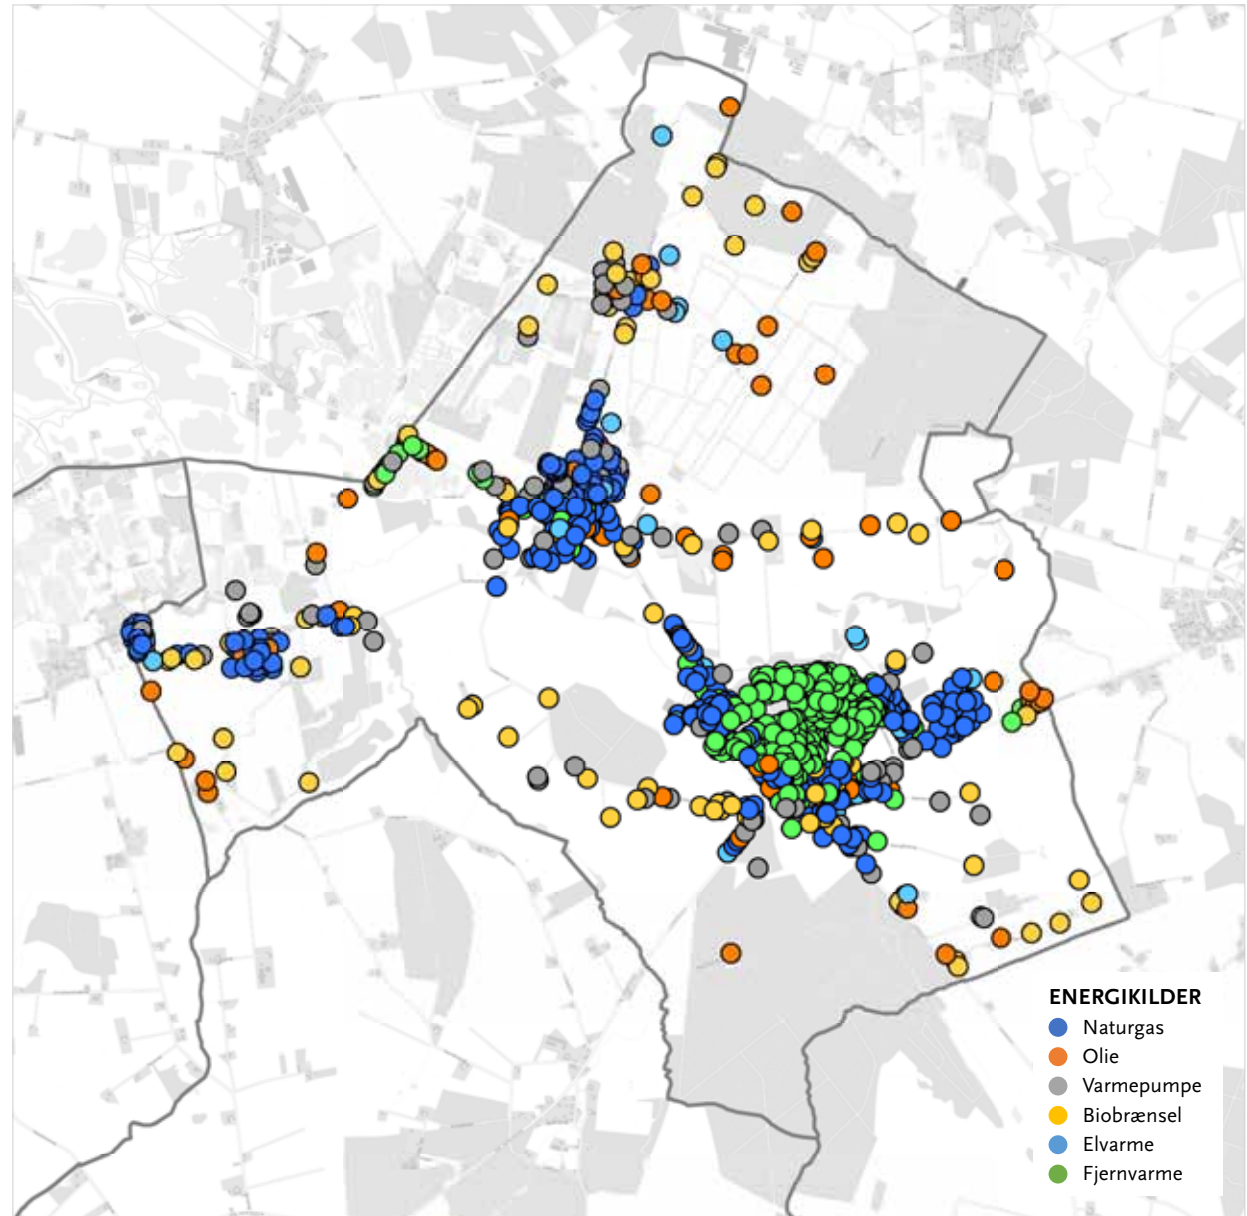 ENERGIKILDER
Naturgas
Olie
Varmepumpe
Biobrænsel
Elvarme
Fjernvarme